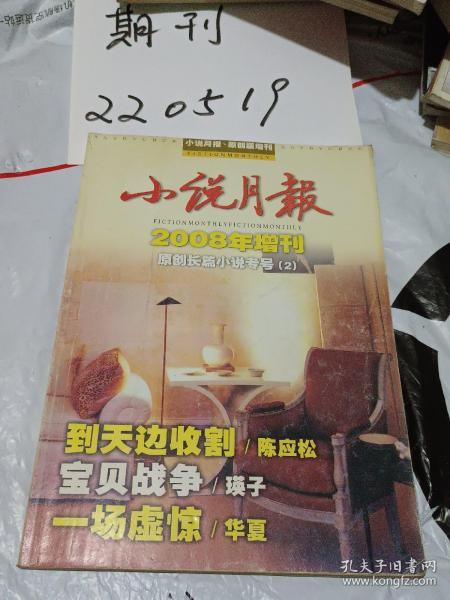 期刊
220519
小说月报·原创版增刊
FICTIONMONTHLY
小说月报
FICTIONMONTHLYFICTIONMONTHLY
2008年增刊
原创长篇小说专号(2)
到天边收割/陈应松
宝贝战争/瑛子
一场虚惊/华夏
孔夫子旧书网
www.kongfz.com